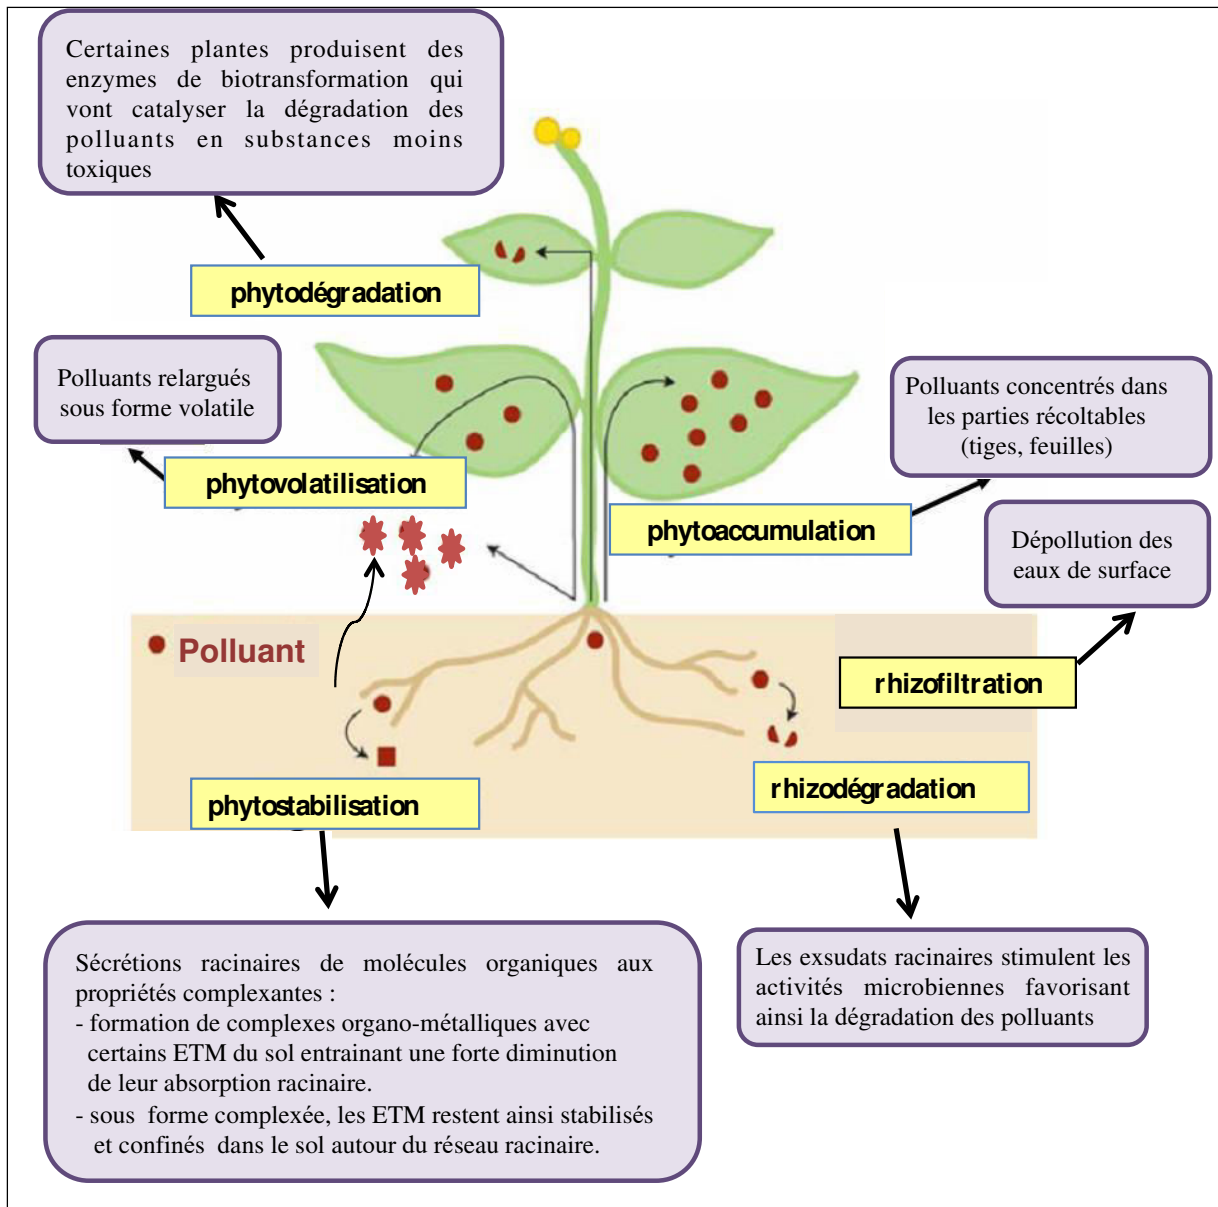 Certaines plantes produisent des
enzymes de biotransformation qui
vont catalyser la dégradation des
polluants en substances moins
toxiques
phytodégradation
Polluants relargués
sous forme volatile
phytovolatilisation
Polluants concentrés dans
les parties récoltables
(tiges, feuilles)
phytoaccumulation
Dépollution des
eaux de surface
rhizofiltration
Polluant
phytostabilisation
rhizodégradation
Sécrétions racinaires de molécules organiques aux
propriétés complexantes :
- formation de complexes organo-métalliques avec
certains ETM du sol entrainant une forte diminution
de leur absorption racinaire.
- sous forme complexée, les ETM restent ainsi stabilisés
et confinés dans le sol autour du réseau racinaire.
Les exsudats racinaires stimulent les
activités microbiennes favorisant
ainsi la dégradation des polluants